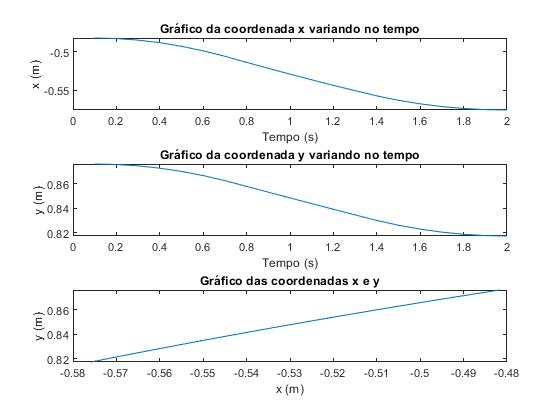 Gráfico da coordenada x variando no tempo
-0.5
-0.55
x (m)
0 0.2 0.4 0.6 0.8 1 1.2 1.4 1.6 1.8 2
Tempo (s)
Gráfico da coordenada y variando no tempo
0.86
0.84
0.82
y (m)
0 0.2 0.4 0.6 0.8 1 1.2 1.4 1.6 1.8 2
Tempo (s)
Gráfico das coordenadas x e y
0.86
0.84
0.82
y (m)
-0.58 -0.57 -0.56 -0.55 -0.54 -0.53 -0.52 -0.51 -0.5 -0.49 -0.48
x (m)